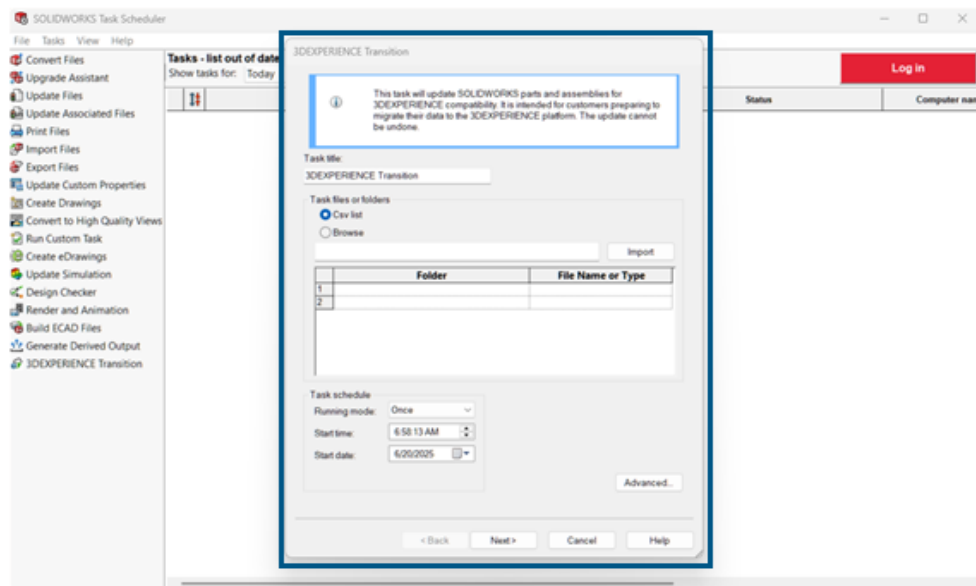 SOLIDWORKS Task Scheduler
File Tasks View Help
Convert Files
Upgrade Assistant
Update Files
Update Associated Files
Print Files
Import Files
Export Files
Update Custom Properties
Create Drawings
Convert to High Quality Views
Run Custom Task
Create eDrawings
Update Simulation
Design Checker
Render and Animation
Build ECAD Files
Generate Derived Output
3DEXPERIENCE Transition
Tasks - list out of date
Show tasks for: Today
Log in
Status Computer nam
3DEXPERIENCE Transition
This task will update SOLIDWORKS parts and assemblies for
3DEXPERIENCE compatibility. It is intended for customers preparing to
migrate their data to the 3DEXPERIENCE platform. The update cannot
be undone.
Task title:
3DEXPERIENCE Transition
Task files or folders
Csv list
Browse
Import
Folder File Name or Type
1
2
Task schedule
Running mode: Once
Start time: 6:58:13 AM
Start date: 6/20/2025
Advanced...
< Back Next > Cancel Help